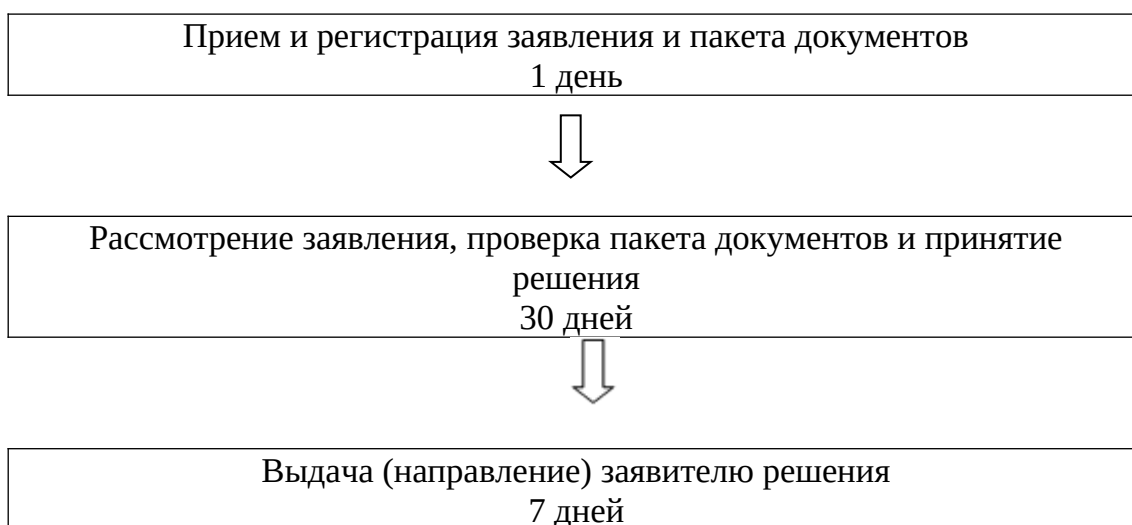 Прием и регистрация заявления и пакета документов
1 день
Рассмотрение заявления, проверка пакета документов и принятие
решения
30 дней
Выдача (направление) заявителю решения
7 дней